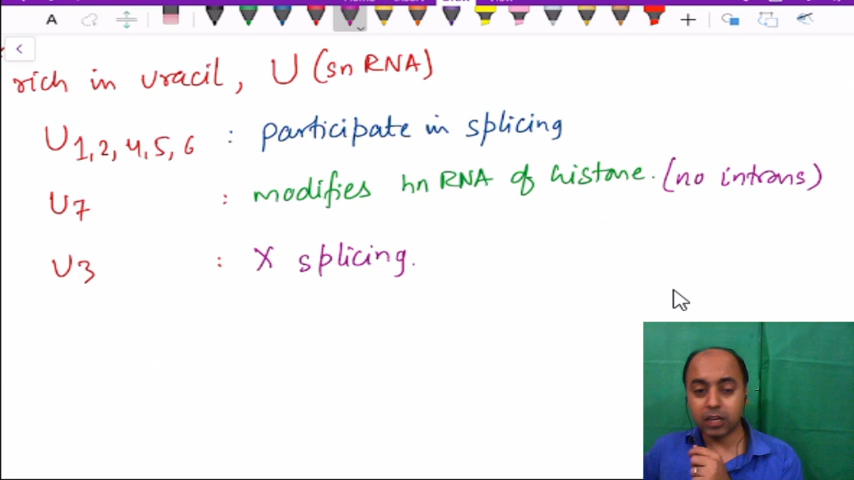 rich in uracil, U (sn RNA)
U1,2,4,5,6 : participate in splicing
U7 : modifies hn RNA of histone. (no introns)
U3 : X splicing.